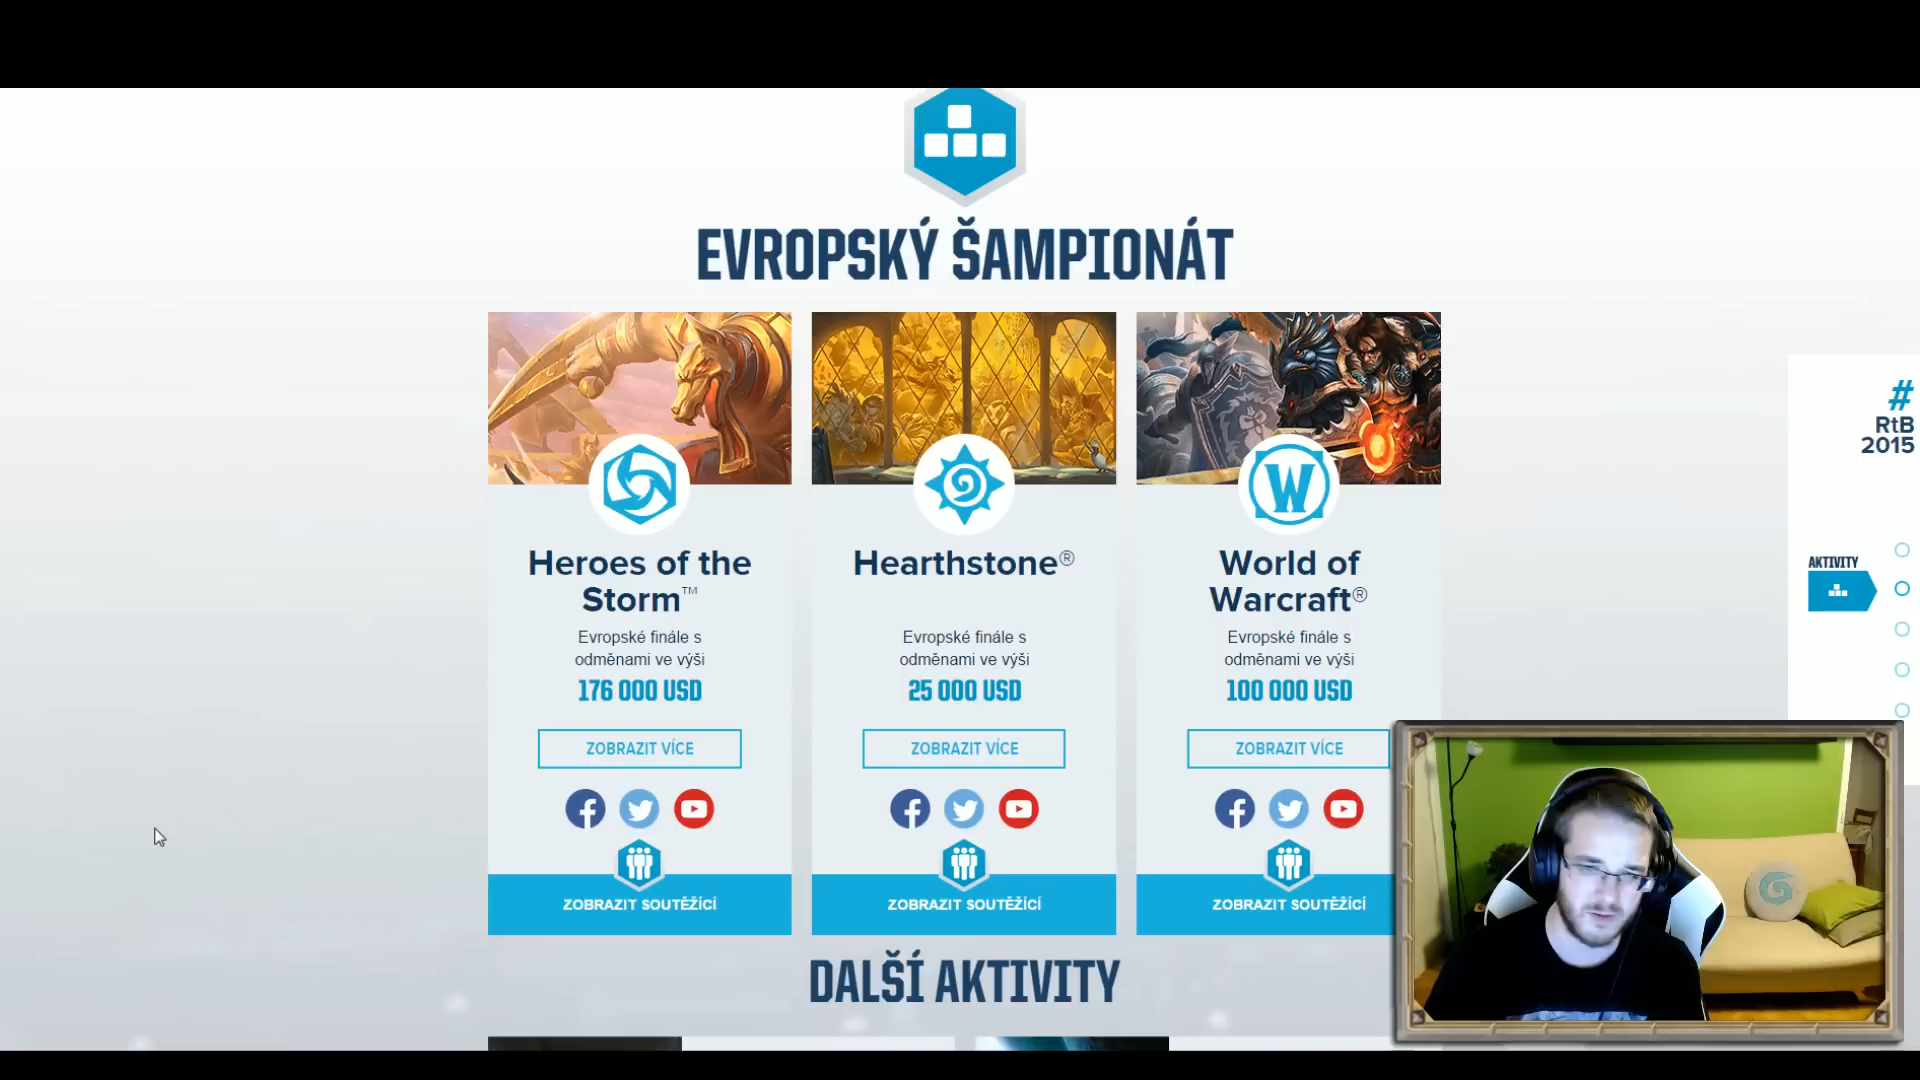 EVROPSKÝ ŠAMPIONÁT
Heroes of the
Storm™
Evropské finále s
odměnami ve výši
176 000 USD
ZOBRAZIT VÍCE
ZOBRAZIT SOUTĚŽÍCÍ
Hearthstone®
Evropské finále s
odměnami ve výši
25 000 USD
ZOBRAZIT VÍCE
ZOBRAZIT SOUTĚŽÍCÍ
World of
Warcraft®
Evropské finále s
odměnami ve výši
100 000 USD
ZOBRAZIT VÍCE
ZOBRAZIT SOUTĚŽÍCÍ
#
RtB
2015
AKTIVITY
DALŠÍ AKTIVITY